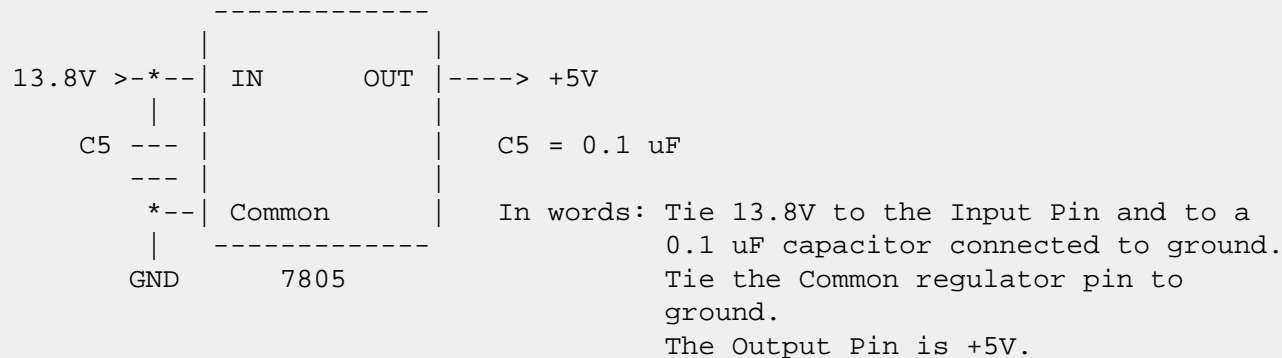 13.8V >-*--| IN OUT |----> +5V
C5 C5 = 0.1 uF
*--| Common | In words: Tie 13.8V to the Input Pin and to a
0.1 uF capacitor connected to ground.
GND 7805 Tie the Common regulator pin to
ground.
The Output Pin is +5V.